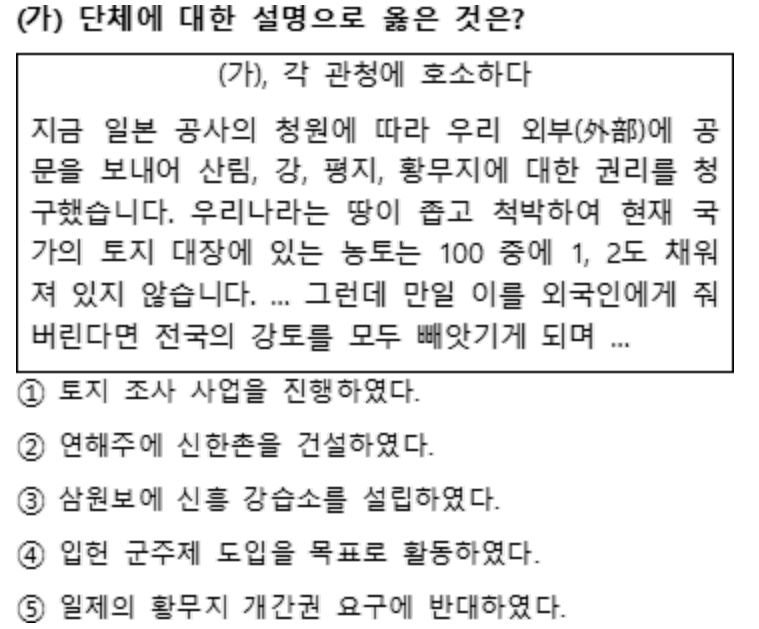 (가) 단체에 대한 설명으로 옳은 것은?
(가), 각 관청에 호소하다
지금 일본 공사의 청원에 따라 우리 외부(外部)에 공
문을 보내어 산림, 강, 평지, 황무지에 대한 권리를 청
구했습니다. 우리나라는 땅이 좁고 척박하여 현재 국
가의 토지 대장에 있는 농토는 100 중에 1, 2도 채워
져 있지 않습니다. ... 그런데 만일 이를 외국인에게 줘
버린다면 전국의 강토를 모두 빼앗기게 되며 ...
① 토지 조사 사업을 진행하였다.
② 연해주에 신한촌을 건설하였다.
③ 삼원보에 신흥 강습소를 설립하였다.
④ 입헌 군주제 도입을 목표로 활동하였다.
⑤ 일제의 황무지 개간권 요구에 반대하였다.